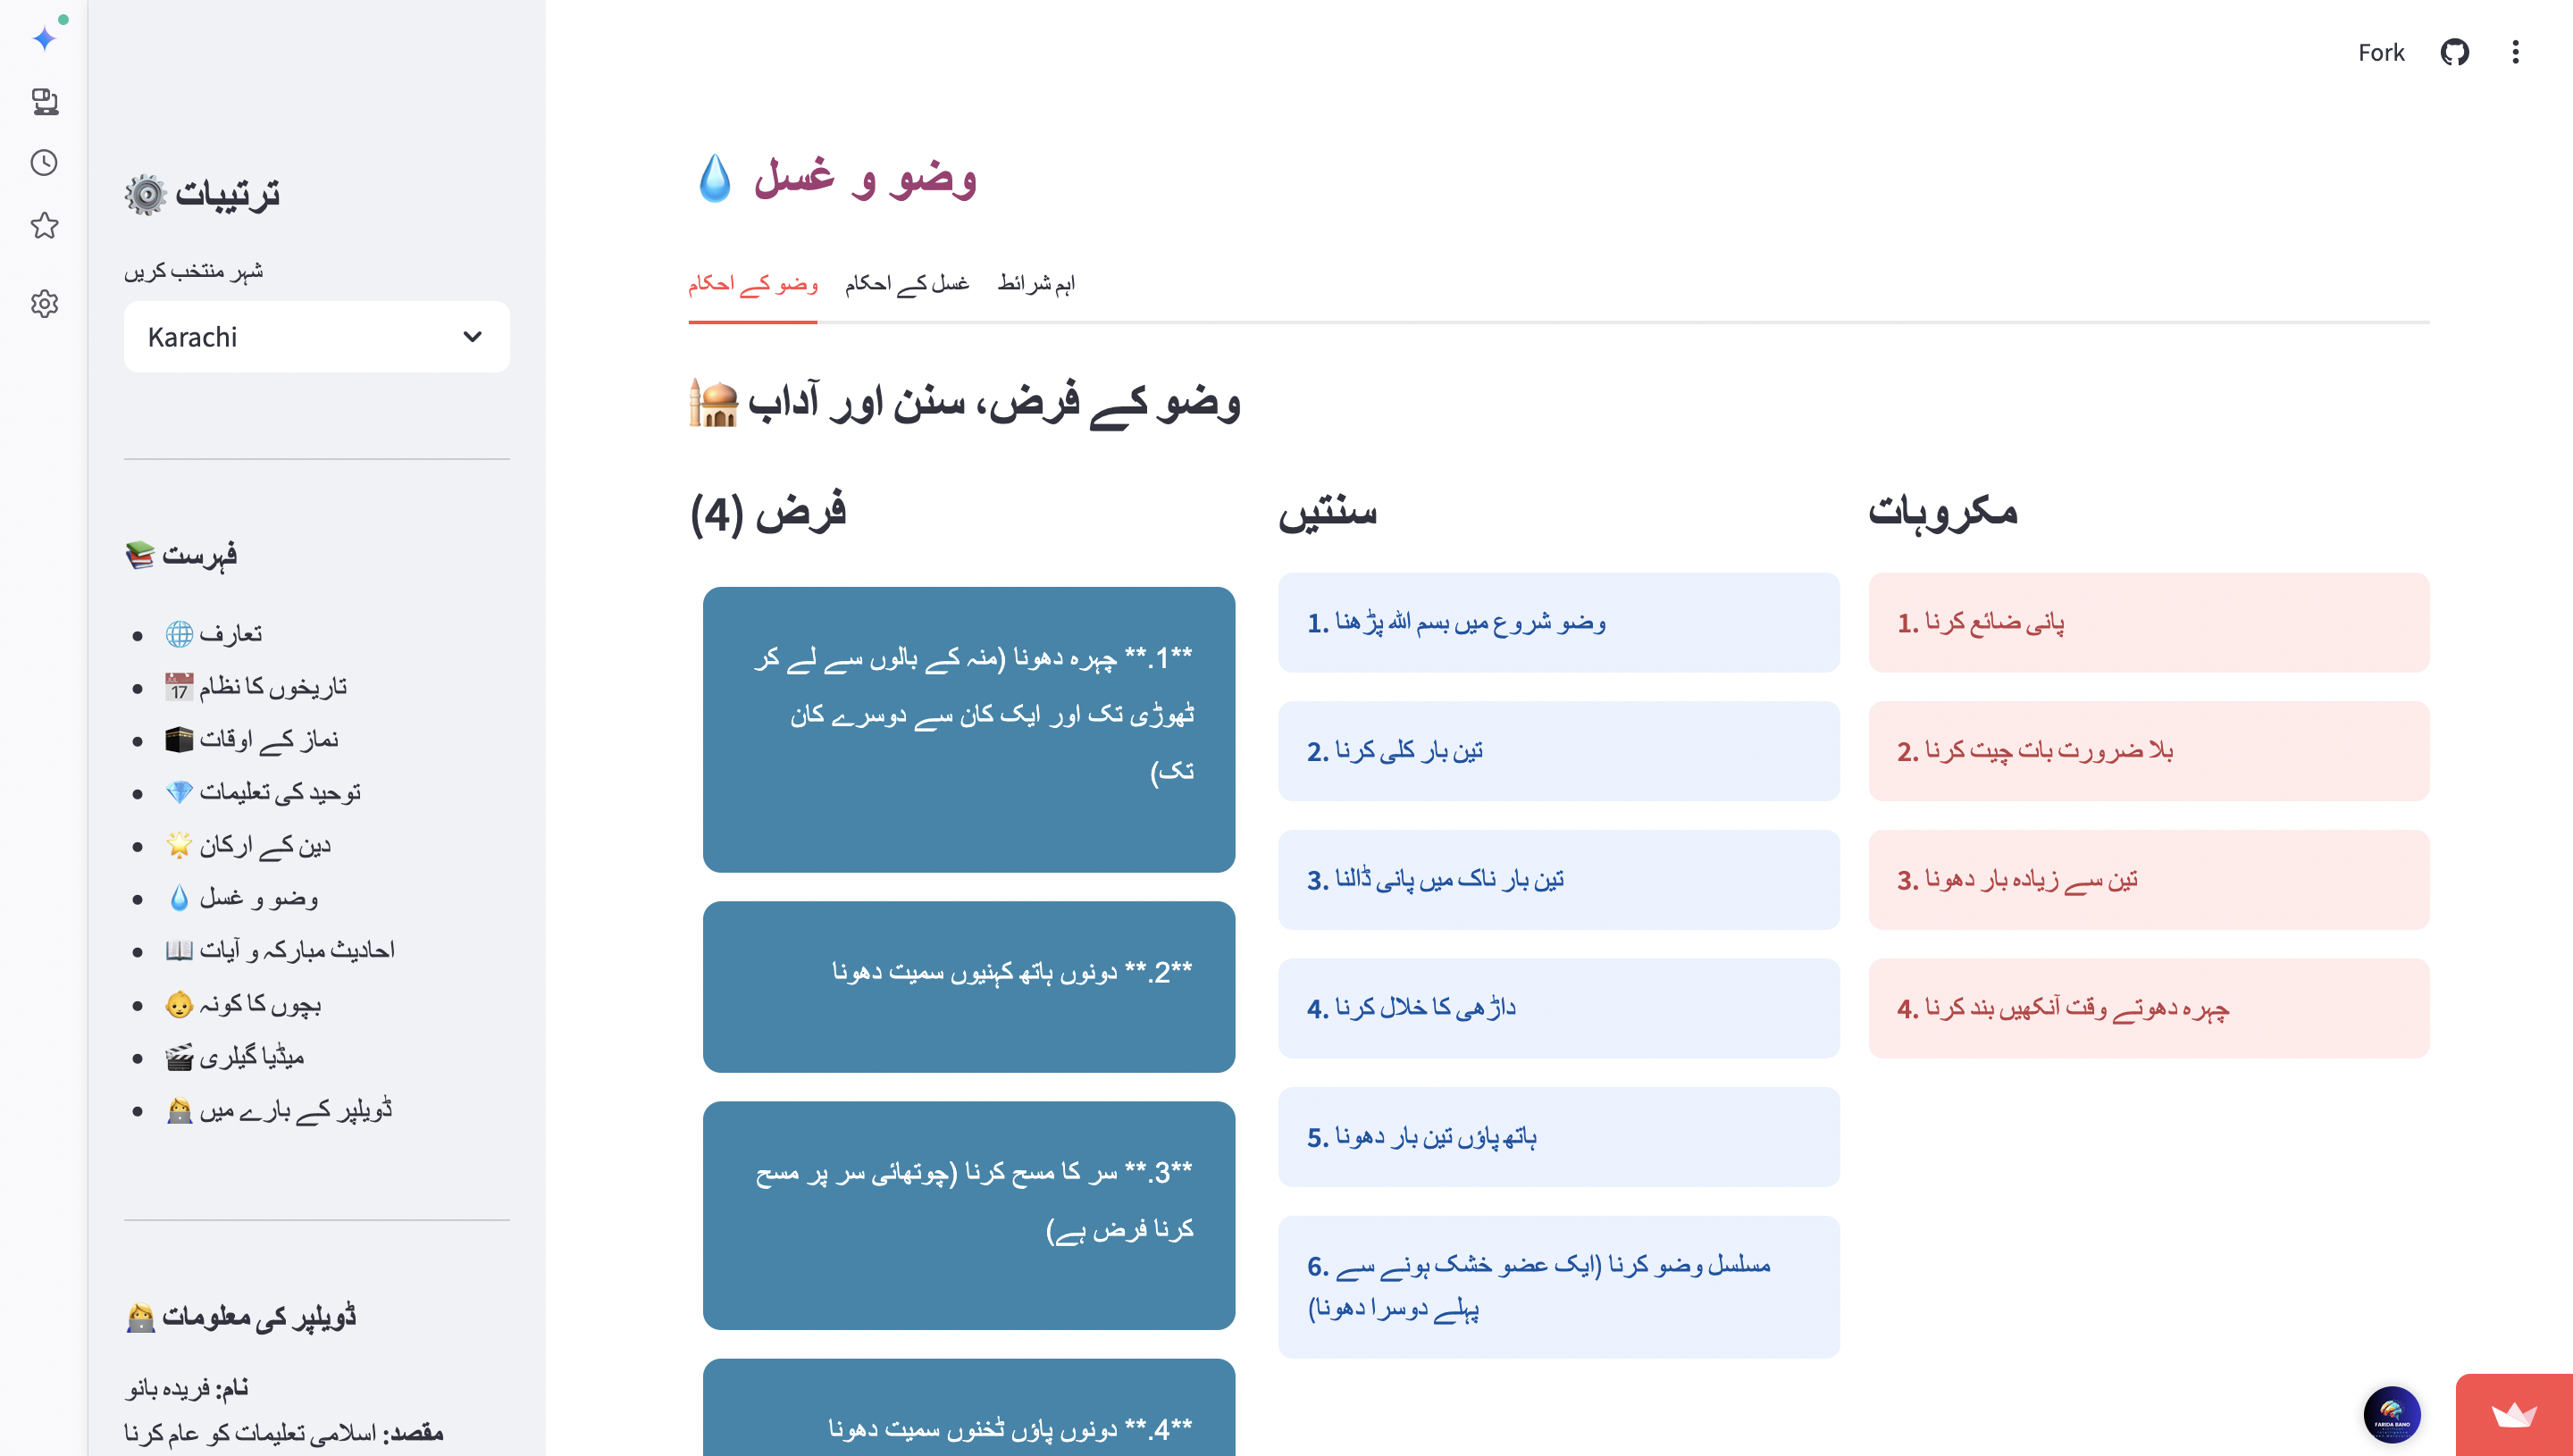 Fork
ترتیبات
شہر منتخب کریں
Karachi
فہرست
تعارف
تاریخوں کا نظام
نماز کے اوقات
توحید کی تعلیمات
دین کے ارکان
وضو و غسل
احادیث مبارکہ و آیات
بچوں کا کونہ
میڈیا گیلری
ڈویلپر کے بارے میں
ڈویلپر کی معلومات
نام: فریدہ بانو
مقصد: اسلامی تعلیمات کو عام کرنا
وضو و غسل
وضو کے احکام
غسل کے احکام
اہم شرائط
وضو کے فرض، سنن اور آداب
فرض (4)
**1.** چہرہ دھونا (منہ کے بالوں سے لے کر
ٹھوڑی تک اور ایک کان سے دوسرے کان
تک)
**2.** دونوں ہاتھ کہنیوں سمیت دھونا
**3.** سر کا مسح کرنا (چوتھائی سر پر مسح
کرنا فرض ہے)
**4.** دونوں پاؤں ٹخنوں سمیت دھونا
سنتیں
1. وضو شروع میں بسم اللہ پڑھنا
2. تین بار کلی کرنا
3. تین بار ناک میں پانی ڈالنا
4. داڑھی کا خلال کرنا
5. ہاتھ پاؤں تین بار دھونا
6. مسلسل وضو کرنا (ایک عضو خشک ہونے سے
پہلے دوسرا دھونا)
مکروہات
1. پانی ضائع کرنا
2. بلا ضرورت بات چیت کرنا
3. تین سے زیادہ بار دھونا
4. چہرہ دھوتے وقت آنکھیں بند کرنا
FARIDA BANO